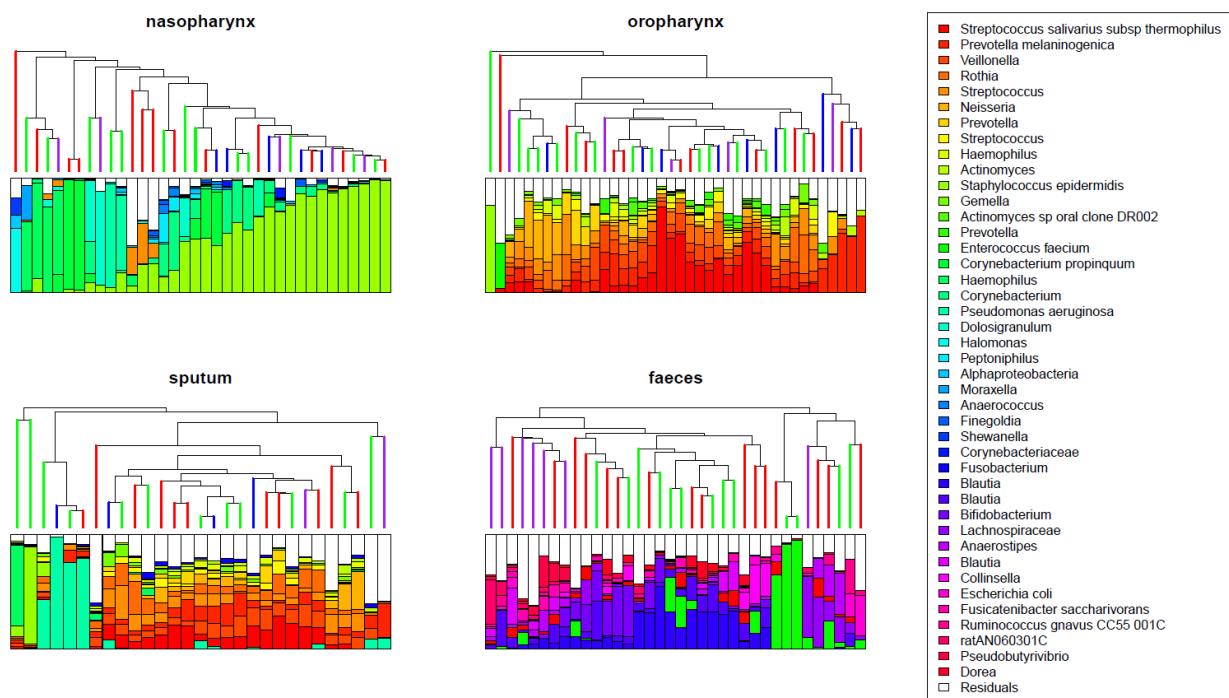 nasopharynx
oropharynx
sputum
faeces
Streptococcus salivarius subsp thermophilus
Prevotella melaninogenica
Veillonella
Rothia
Streptococcus
Neisseria
Prevotella
Streptococcus
Haemophilus
Actinomyces
Staphylococcus epidermidis
Gemella
Actinomyces sp oral clone DR002
Prevotella
Enterococcus faecium
Corynebacterium propinquum
Haemophilus
Corynebacterium
Pseudomonas aeruginosa
Dolosigranulum
Halomonas
Peptoniphilus
Alphaproteobacteria
Moraxella
Anaerococcus
Finegoldia
Shewanella
Corynebacteriaceae
Fusobacterium
Blautia
Blautia
Bifidobacterium
Lachnospiraceae
Anaerostipes
Blautia
Collinsella
Escherichia coli
Fusicatenibacter saccharivorans
Ruminococcus gnavus CC55 001C
ratAN060301C
Pseudobutyrivibrio
Dorea
Residuals